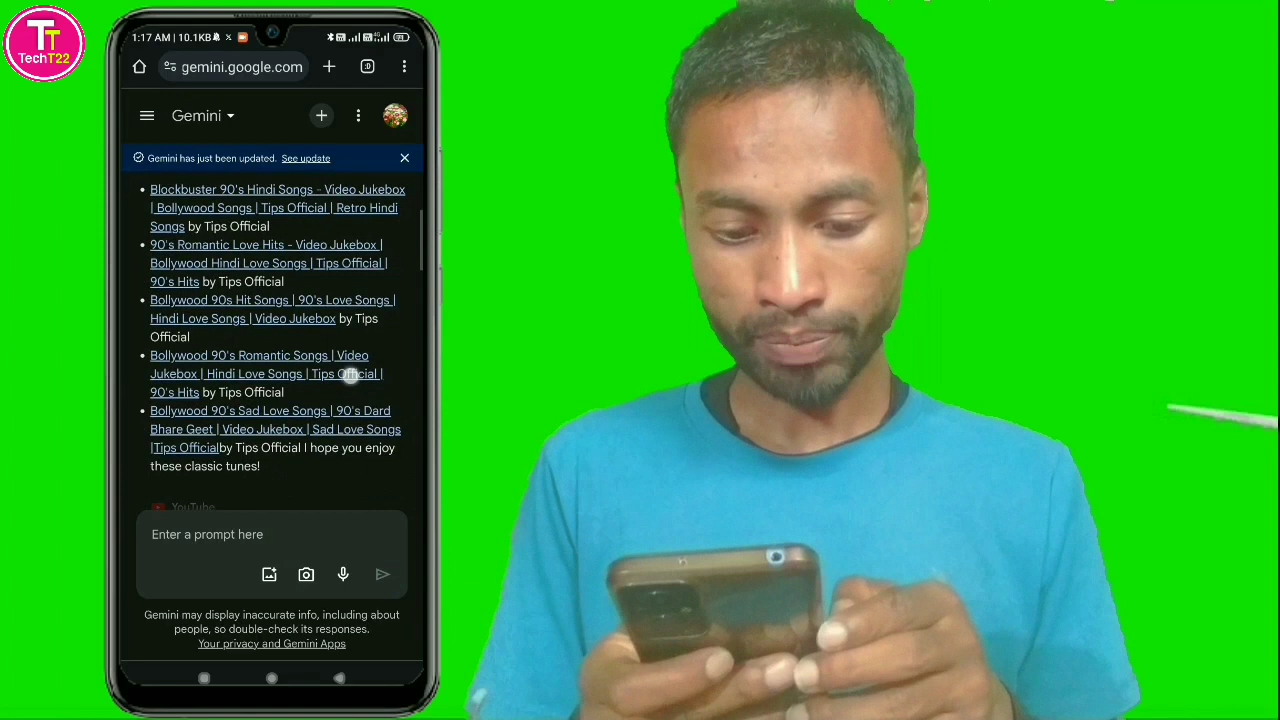 TT
TechT22
1:17 AM | 10.1KB
gemini.google.com
:D
Gemini
Gemini has just been updated. See update
• Blockbuster 90's Hindi Songs - Video Jukebox
| Bollywood Songs | Tips Official | Retro Hindi
Songs by Tips Official
• 90's Romantic Love Hits - Video Jukebox |
Bollywood Hindi Love Songs | Tips Official |
90's Hits by Tips Official
• Bollywood 90s Hit Songs | 90's Love Songs |
Hindi Love Songs | Video Jukebox by Tips
Official
• Bollywood 90's Romantic Songs | Video
Jukebox | Hindi Love Songs | Tips Official |
90's Hits by Tips Official
• Bollywood 90's Sad Love Songs | 90's Dard
Bhare Geet | Video Jukebox | Sad Love Songs
|Tips Officialby Tips Official I hope you enjoy
these classic tunes!
YouTube
Enter a prompt here
Gemini may display inaccurate info, including about
people, so double-check its responses.
Your privacy and Gemini Apps